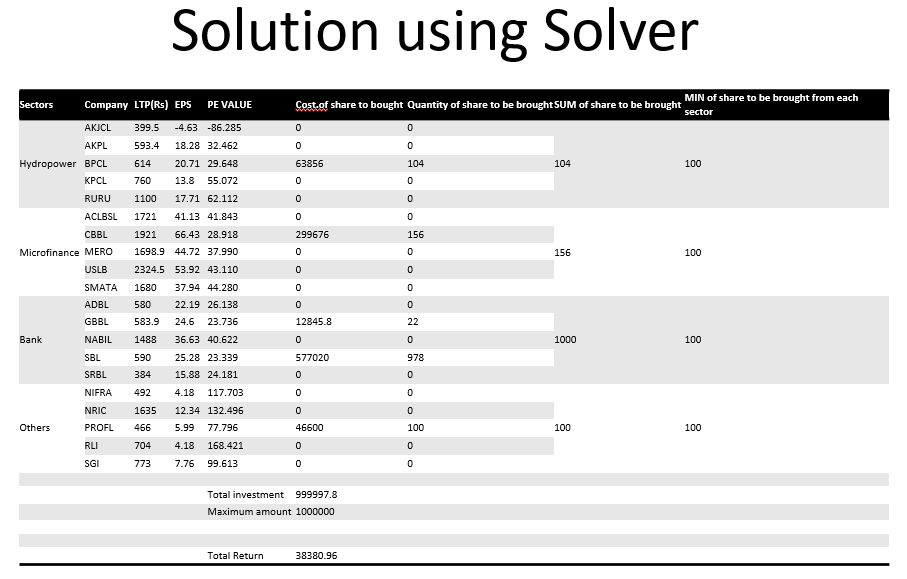 Solution using Solver
Sectors Company LTP(Rs) EPS PE VALUE Cost.of share to bought Quantity of share to be brought SUM of share to be brought MIN of share to be brought from each sector
AKJCL 399.5 -4.63 -86.285 0 0
AKPL 593.4 18.28 32.462 0 0
Hydropower BPCL 614 20.71 29.648 63856 104 104 100
KPCL 760 13.8 55.072 0 0
RURU 1100 17.71 62.112 0 0
ACLBSL 1721 41.13 41.843 0 0
CBBL 1921 66.43 28.918 299676 156
Microfinance MERO 1698.9 44.72 37.990 0 0 156 100
USLB 2324.5 53.92 43.110 0 0
SMATA 1680 37.94 44.280 0 0
ADBL 580 22.19 26.138 0 0
GBBL 583.9 24.6 23.736 12845.8 22
Bank NABIL 1488 36.63 40.622 0 0 1000 100
SBL 590 25.28 23.339 577020 978
SRBL 384 15.88 24.181 0 0
NIFRA 492 4.18 117.703 0 0
NRIC 1635 12.34 132.496 0 0
Others PROFL 466 5.99 77.796 46600 100 100 100
RLI 704 4.18 168.421 0 0
SGI 773 7.76 99.613 0 0
Total investment 999997.8
Maximum amount 1000000
Total Return 38380.96